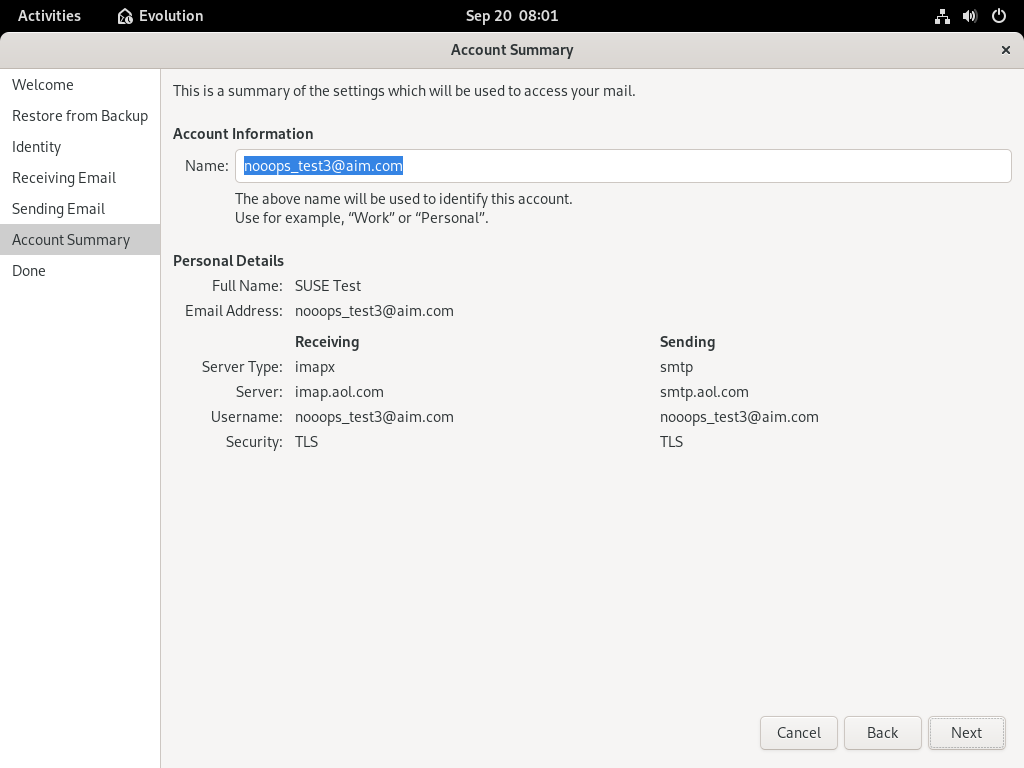 Activities Evolution Sep 20 08:01
Account Summary
Welcome
Restore from Backup
Identity
Receiving Email
Sending Email
Account Summary
Done
This is a summary of the settings which will be used to access your mail.
Account Information
Name: nooops_test3@aim.com
The above name will be used to identify this account.
Use for example, “Work” or “Personal”.
Personal Details
Full Name: SUSE Test
Email Address: nooops_test3@aim.com
Receiving Sending
Server Type: imapx smtp
Server: imap.aol.com smtp.aol.com
Username: nooops_test3@aim.com nooops_test3@aim.com
Security: TLS TLS
Cancel Back Next